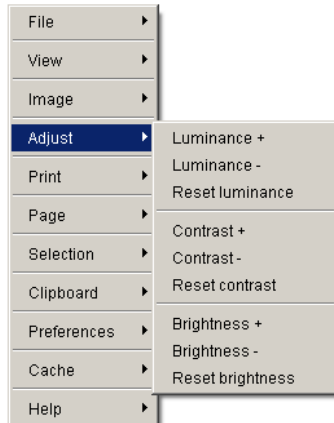 File
View
Image
Adjust
Print
Page
Selection
Clipboard
Preferences
Cache
Help
Luminance +
Luminance -
Reset luminance
Contrast +
Contrast -
Reset contrast
Brightness +
Brightness -
Reset brightness